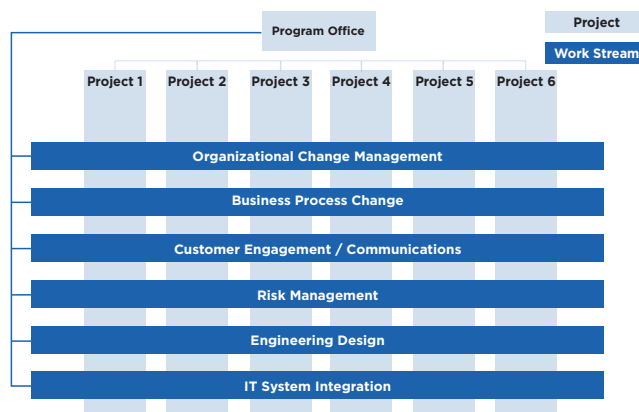 Program Office
Project
Work Stream
Project 1 Project 2 Project 3 Project 4 Project 5 Project 6
Organizational Change Management
Business Process Change
Customer Engagement / Communications
Risk Management
Engineering Design
IT System Integration